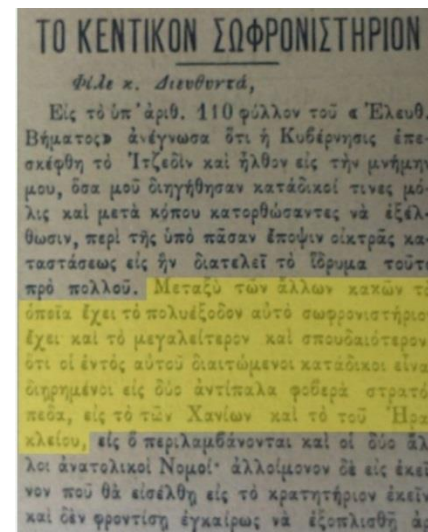 ΤΟ ΚΕΝΤΙΚΟΝ ΣΩΦΡΟΝΙΣΤΗΡΙΟΝ
Φίλε κ. Διευθυντά,
Εἰς τὸ ὑπ' ἀριθ. 110 φύλλον τοῦ « Ἐλευθ.
Βήματος» ἀνέγνωσα ὅτι ἡ Κυβέρνησις ἐπε-
σκέφθη τὸ Ἰτζεδὶν καὶ ἦλθον εἰς τὴν μνήμην
μου, ὅσα μοῦ διηγήθησαν κατάδικοί τινες μό-
λις καὶ μετὰ κόπου κατορθώσαντες νὰ ἐξέλ-
θωσιν, περὶ τῆς ὑπὸ πᾶσαν ἔποψιν οἰκτρᾶς κα-
ταστάσεως εἰς ἣν διατελεῖ τὸ ἵδρυμα τοῦτο
πρὸ πολλοῦ. Μεταξὺ τῶν ἄλλων κακῶν τὰ
ὁποῖα ἔχει τὸ πολυέξοδον αὐτὸ σωφρονιστήριο
ἔχει καὶ τὸ μεγαλείτερον καὶ σπουδαιότερον
ὅτι οἱ ἐντὸς αὐτοῦ διαιτώμενοι κατάδικοι εἶνα
διηρημένοι εἰς δύο ἀντίπαλα φοβερὰ στρατό
πεδα, εἰς τὸ τῶν Χανίων καὶ τὸ τοῦ Ἡρα
κλείου, εἰς ὃ περιλαμβάνονται καὶ οἱ δύο ἄλ
λοι ἀνατολικοὶ Νομοί· ἀλλοίμονον δὲ εἰς ἐκεῖ
νον ποῦ θὰ εἰσέλθῃ εἰς τὸ κρατητήριον ἐκεῖν
καὶ δὲν φροντίσῃ ἐγκαίρως νὰ ἐξοπλισθῇ ἀς